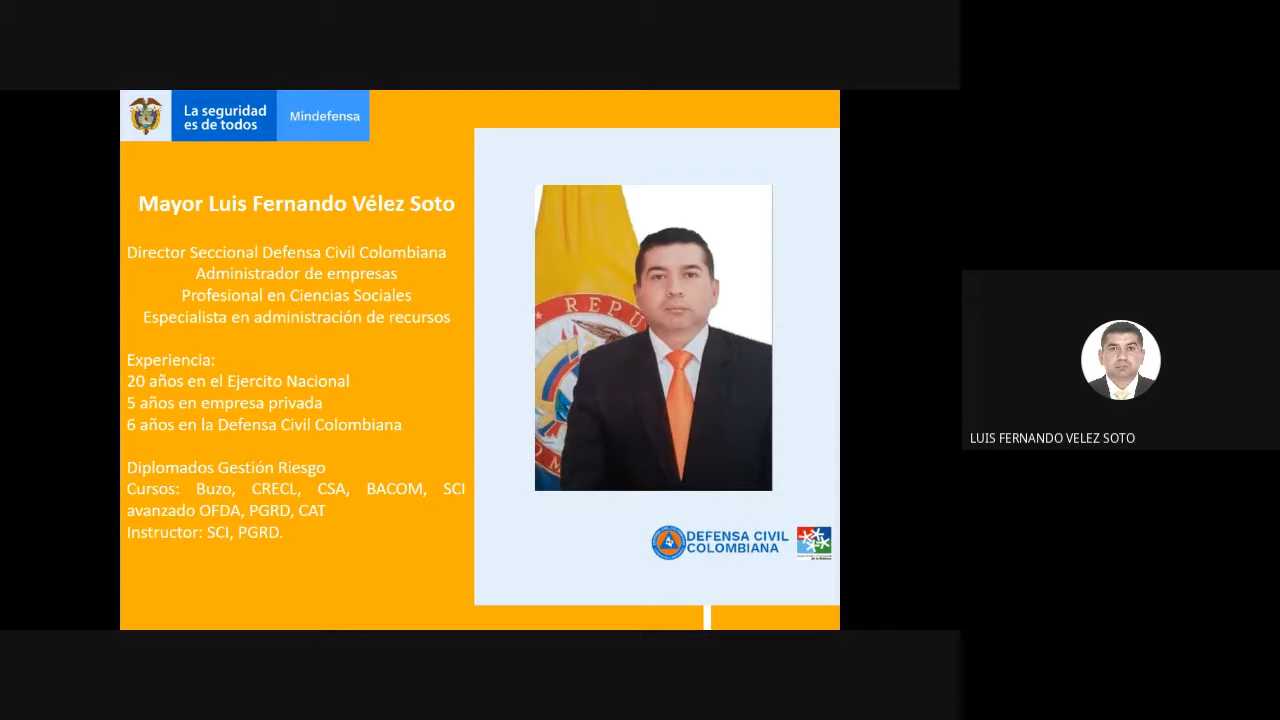 La seguridad
es de todos
Mindefensa
Mayor Luis Fernando Vélez Soto
Director Seccional Defensa Civil Colombiana
Administrador de empresas
Profesional en Ciencias Sociales
Especialista en administración de recursos
Experiencia:
20 años en el Ejercito Nacional
5 años en empresa privada
6 años en la Defensa Civil Colombiana
Diplomados Gestión Riesgo
Cursos: Buzo, CRECL, CSA, BACOM, SCI
avanzado OFDA, PGRD, CAT
Instructor: SCI, PGRD.
REPU
OM
DEFENSA CIVIL
COLOMBIANA
LUIS FERNANDO VELEZ SOTO